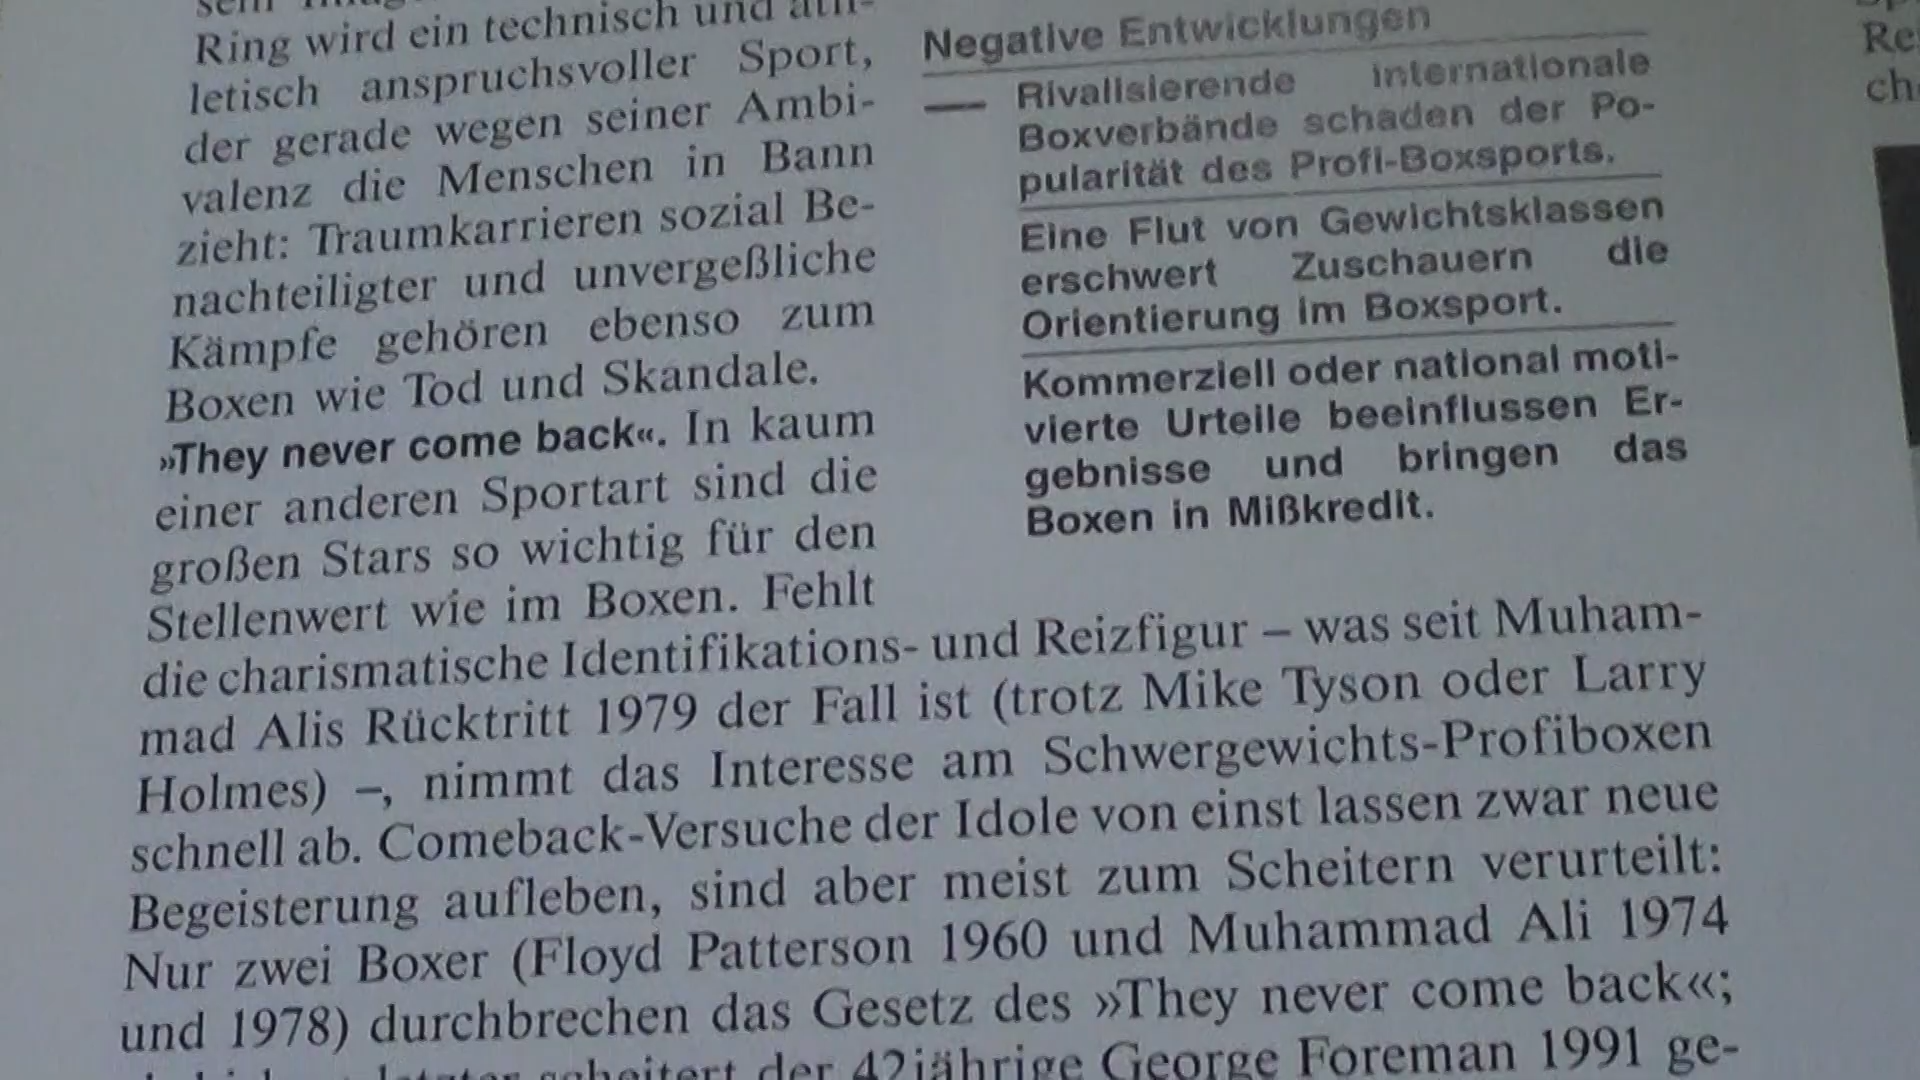 Ring wird ein technisch und ath-
letisch anspruchsvoller Sport,
der gerade wegen seiner Ambi-
valenz die Menschen in Bann
zieht: Traumkarrieren sozial Be-
nachteiligter und unvergeßliche
Kämpfe gehören ebenso zum
Boxen wie Tod und Skandale.
»They never come back«. In kaum
einer anderen Sportart sind die
großen Stars so wichtig für den
Stellenwert wie im Boxen. Fehlt
die charismatische Identifikations- und Reizfigur – was seit Muham-
mad Alis Rücktritt 1979 der Fall ist (trotz Mike Tyson oder Larry
Holmes) –, nimmt das Interesse am Schwergewichts-Profiboxen
schnell ab. Comeback-Versuche der Idole von einst lassen zwar neue
Begeisterung aufleben, sind aber meist zum Scheitern verurteilt:
Nur zwei Boxer (Floyd Patterson 1960 und Muhammad Ali 1974
und 1978) durchbrechen das Gesetz des »They never come back«;
scheitert der 42jährige George Foreman 1991 ge-
Negative Entwicklungen
— Rivalisierende internationale
Boxverbände schaden der Po-
pularität des Profi-Boxsports.
Eine Flut von Gewichtsklassen
erschwert Zuschauern die
Orientierung im Boxsport.
Kommerziell oder national moti-
vierte Urteile beeinflussen Er-
gebnisse und bringen das
Boxen in Mißkredit.